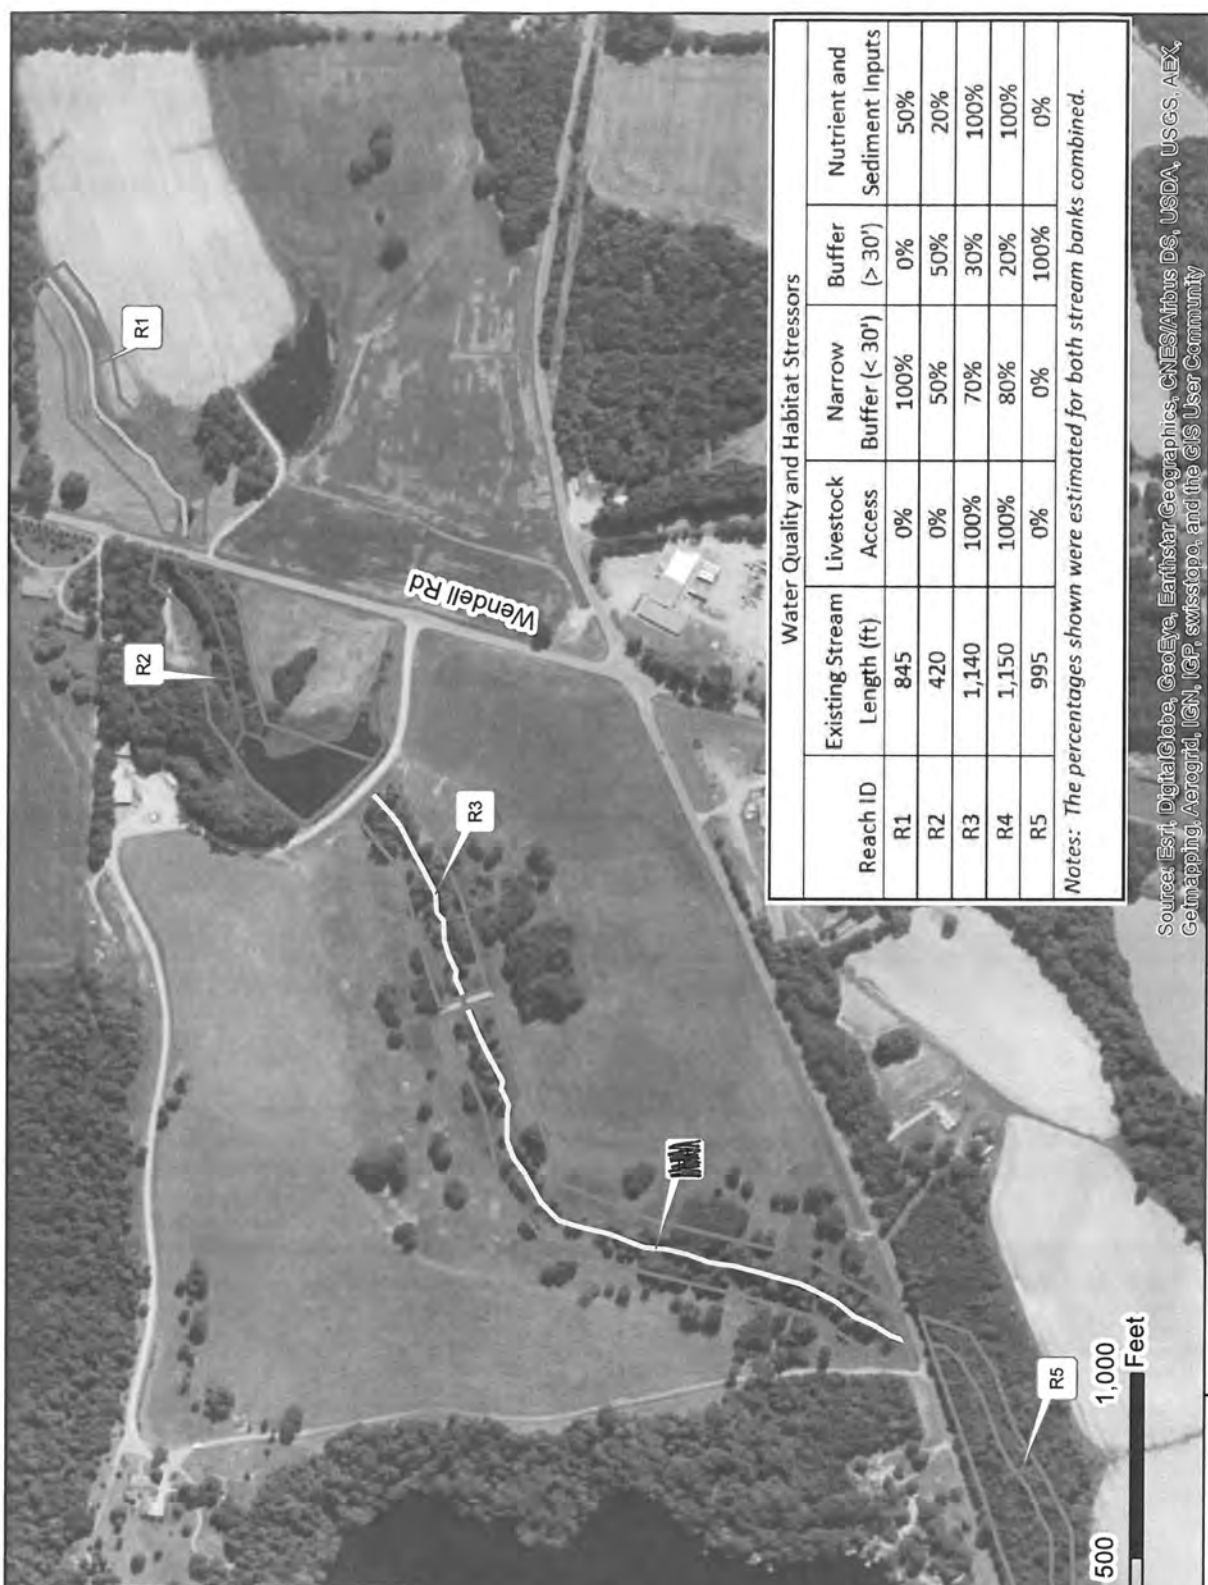 R1
R2
Wendell Rd
R3
R5
500 1,000
Feet
Water Quality and Habitat Stressors
Reach ID Existing Stream Length (ft) Livestock Access Narrow Buffer (< 30') Buffer (> 30') Nutrient and Sediment Inputs
R1 845 0% 100% 0% 50%
R2 420 0% 50% 50% 20%
R3 1,140 100% 70% 30% 100%
R4 1,150 100% 80% 20% 100%
R5 995 0% 0% 100% 0%
Notes: The percentages shown were estimated for both stream banks combined.
Source: Esri, DigitalGlobe, GeoEye, Earthstar Geographics, CNES/Airbus DS, USDA, USGS, AEX,
Getmapping, Aerogrid, IGN, IGP, swisstopo, and the GIS User Community